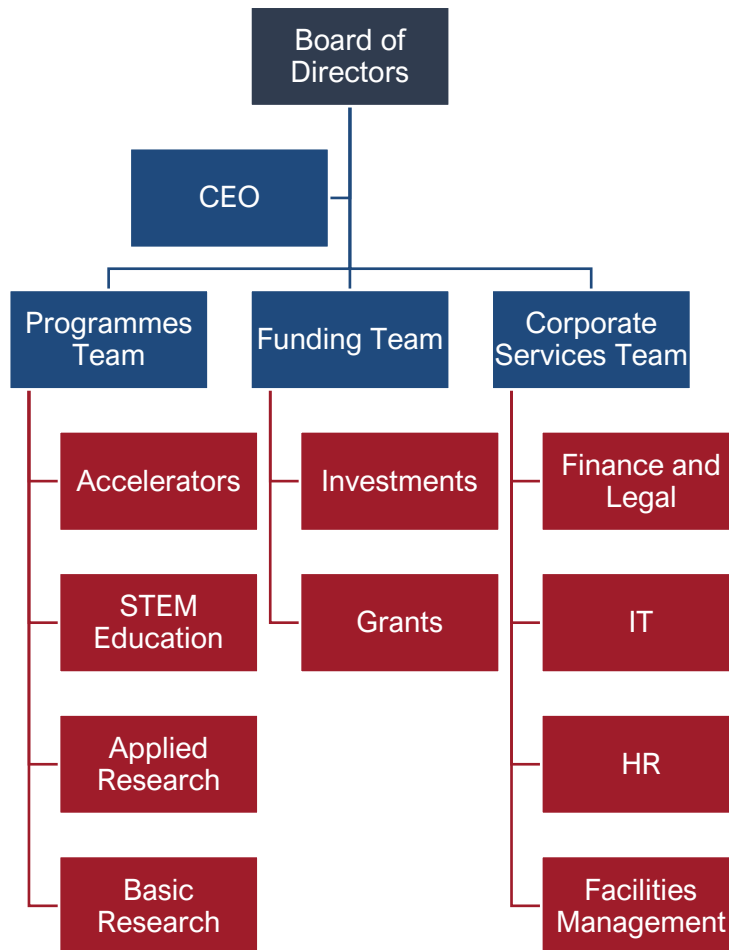 Board of
Directors
CEO
Programmes
Team
Funding Team
Corporate
Services Team
Accelerators
Investments
Finance and
Legal
STEM
Education
Grants
IT
Applied
Research
HR
Basic
Research
Facilities
Management